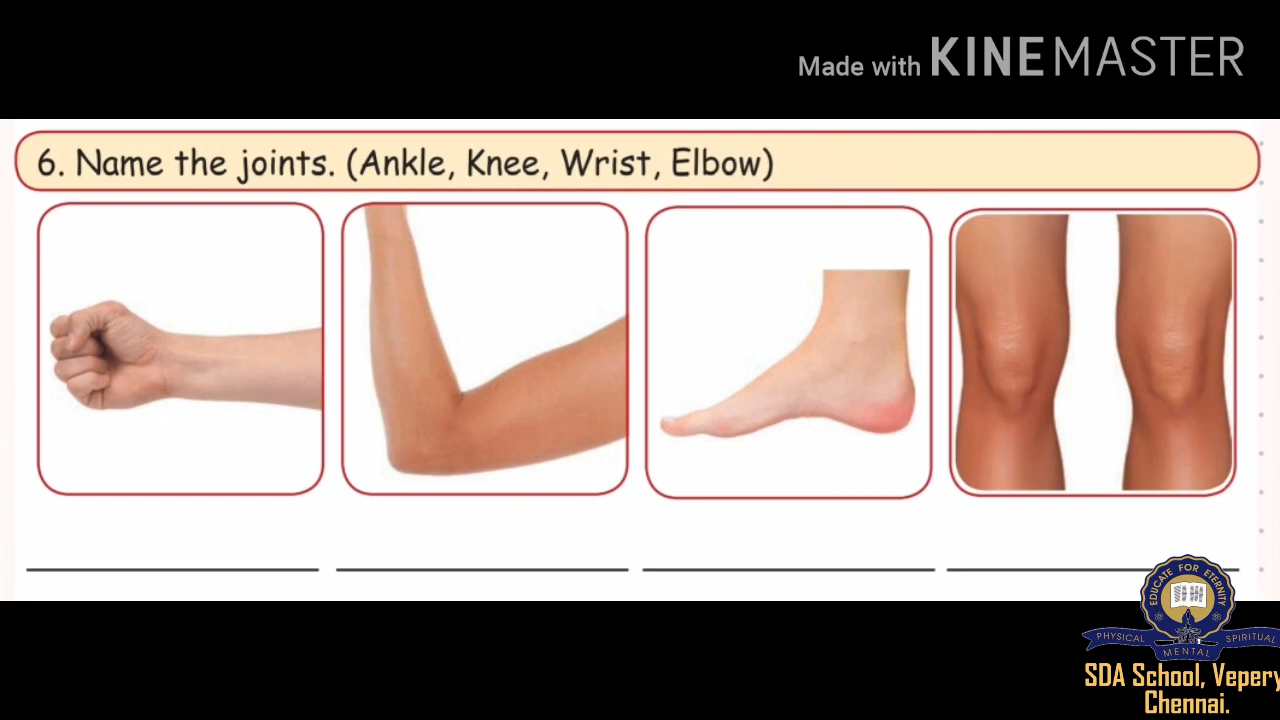 Made with KINEMASTER
6. Name the joints. (Ankle, Knee, Wrist, Elbow)
EDUCATE FOR ETERNITY
PHYSICAL MENTAL SPIRITUAL
SDA School, Vepery
Chennai.